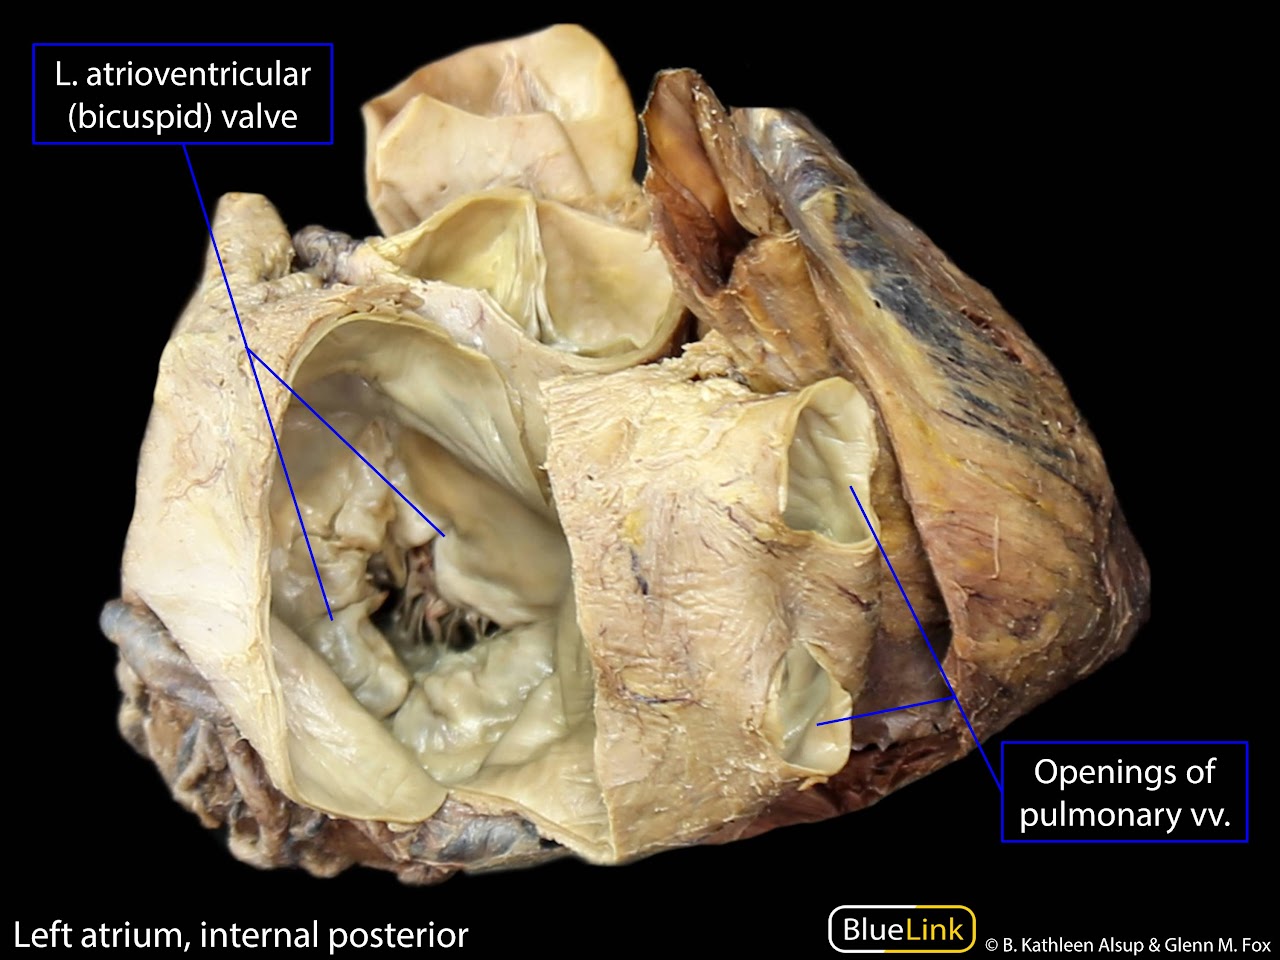 L. atrioventricular
(bicuspid) valve
Openings of
pulmonary vv.
Left atrium, internal posterior
BlueLink
© B. Kathleen Alsup & Glenn M. Fox